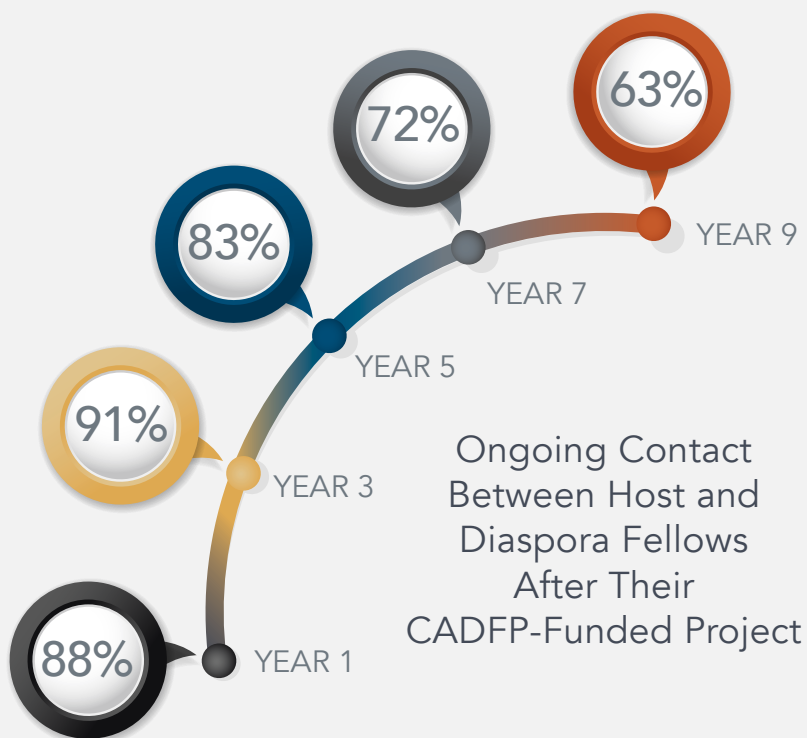 63%
YEAR 9
72%
YEAR 7
83%
YEAR 5
91%
YEAR 3
88%
YEAR 1
Ongoing Contact
Between Host and
Diaspora Fellows
After Their
CADFP-Funded Project